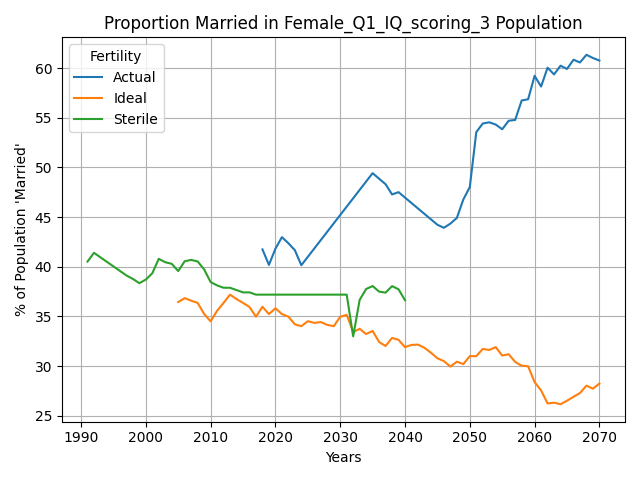 Proportion Married in Female_Q1_IQ_scoring_3 Population
Fertility
Actual
Ideal
Sterile
% of Population 'Married'
60
55
50
45
40
35
30
25
1990 2000 2010 2020 2030 2040 2050 2060 2070
Years